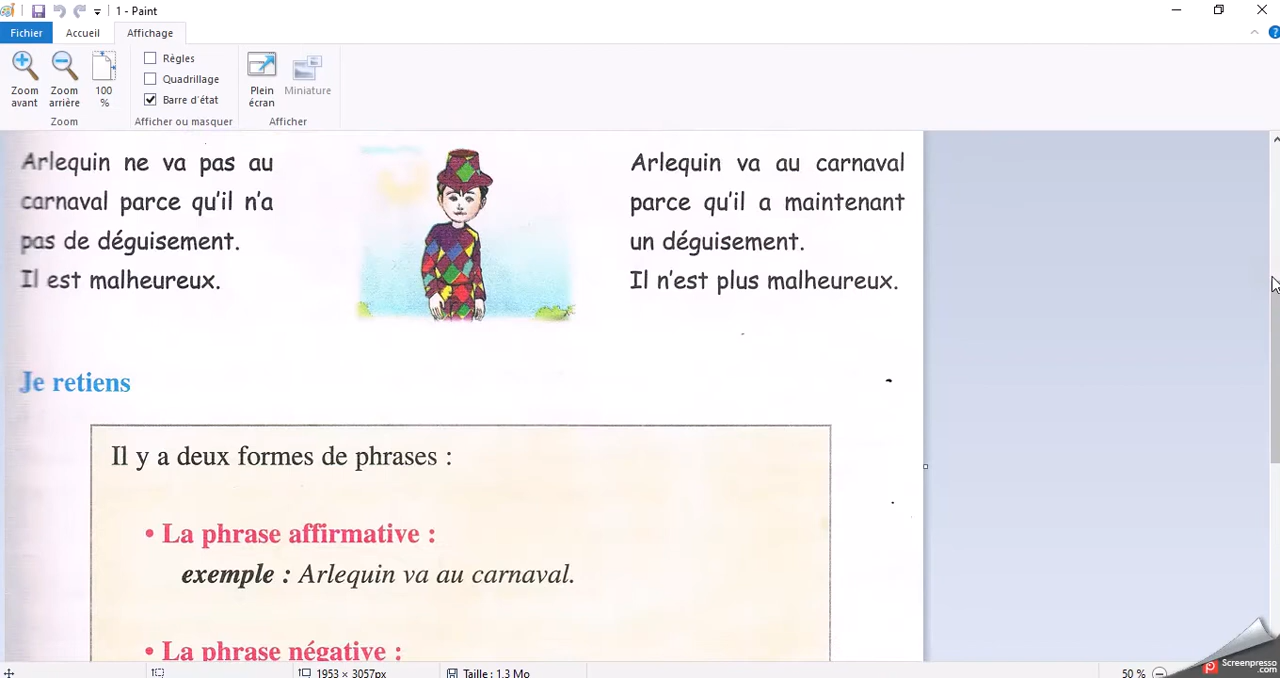 1 - Paint
Fichier
Accueil
Affichage
Zoom avant
Zoom arrière
100 %
Règles
Quadrillage
Barre d'état
Plein écran
Miniature
Zoom
Afficher ou masquer
Afficher
Arlequin ne va pas au
carnaval parce qu'il n'a
pas de déguisement.
Il est malheureux.
Arlequin va au carnaval
parce qu'il a maintenant
un déguisement.
Il n'est plus malheureux.
Je retiens
Il y a deux formes de phrases :
• La phrase affirmative :
exemple : Arlequin va au carnaval.
• La phrase négative :
1953 × 3057px
Taille : 1.3 Mo
50 %
Screenpresso
.com